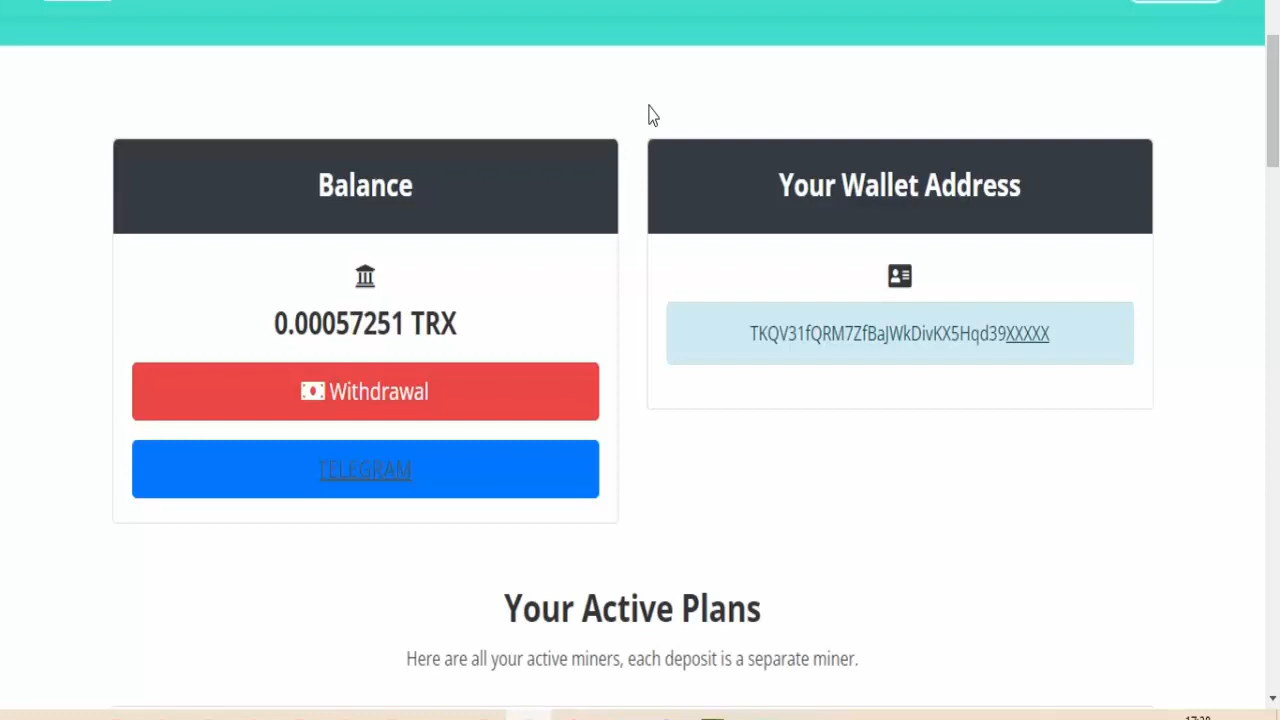 Balance
0.00057251 TRX
Withdrawal
TELEGRAM
Your Wallet Address
TKQV31fQRM7ZfBaJWkDivKX5Hqd39XXXXX
Your Active Plans
Here are all your active miners, each deposit is a separate miner.